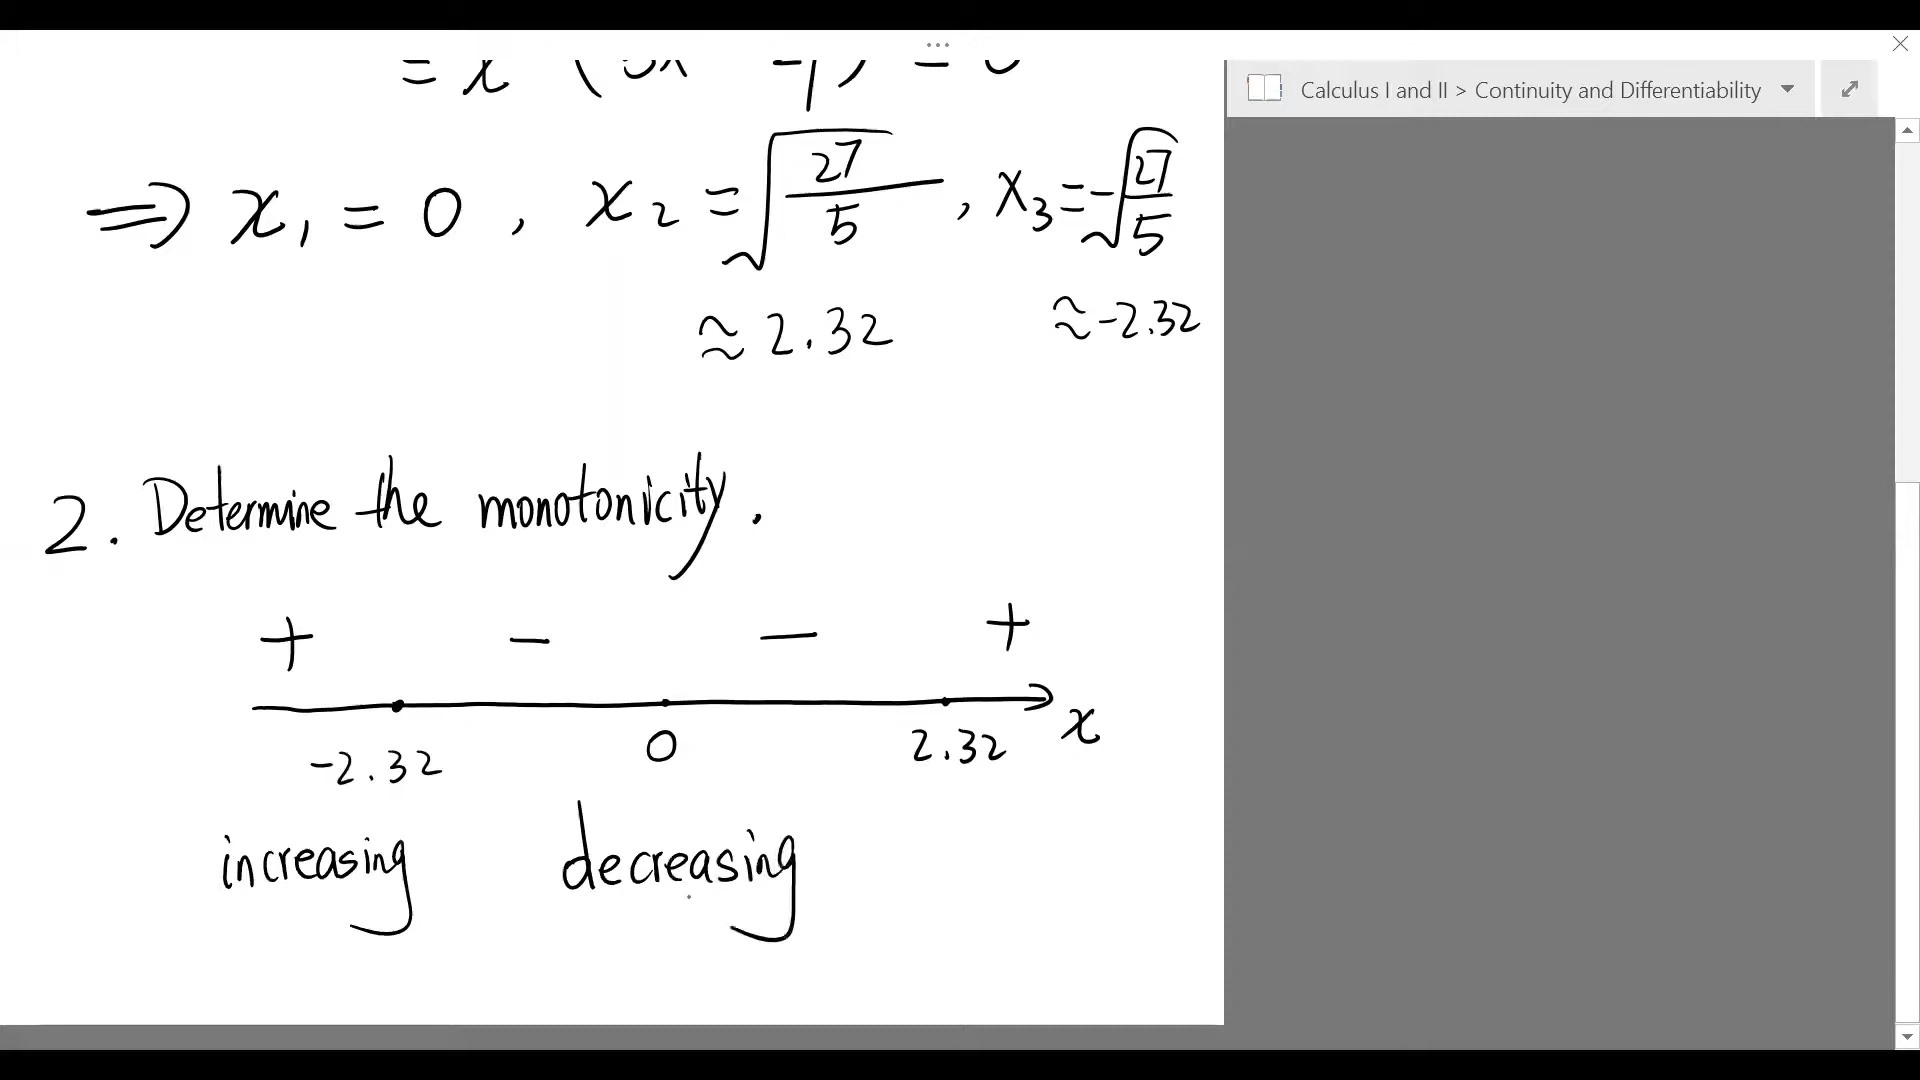 Calculus I and II > Continuity and Differentiability
⇒ x₁ = 0 , x₂ = √(27/5) , x₃ = -√(27/5)
≈ 2.32 ≈ -2.32
2. Determine the monotonicity.
+ - - +
-2.32 0 2.32 x
increasing decreasing